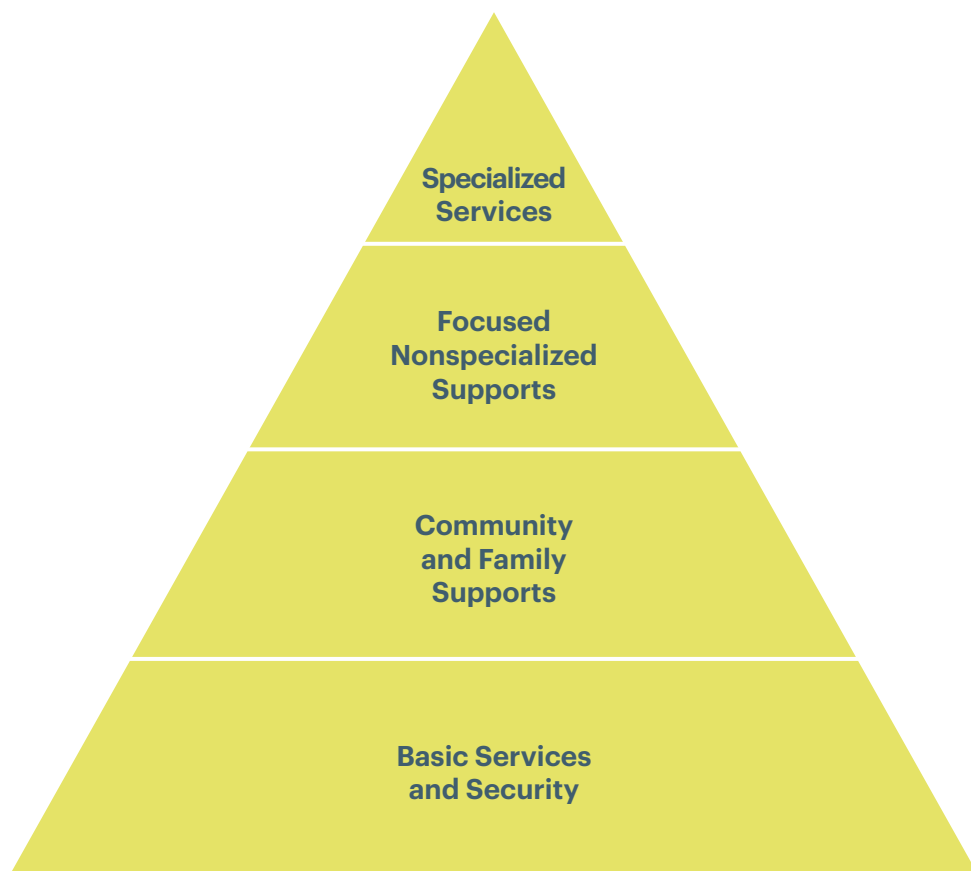 Specialized
Services
Focused
Nonspecialized
Supports
Community
and Family
Supports
Basic Services
and Security